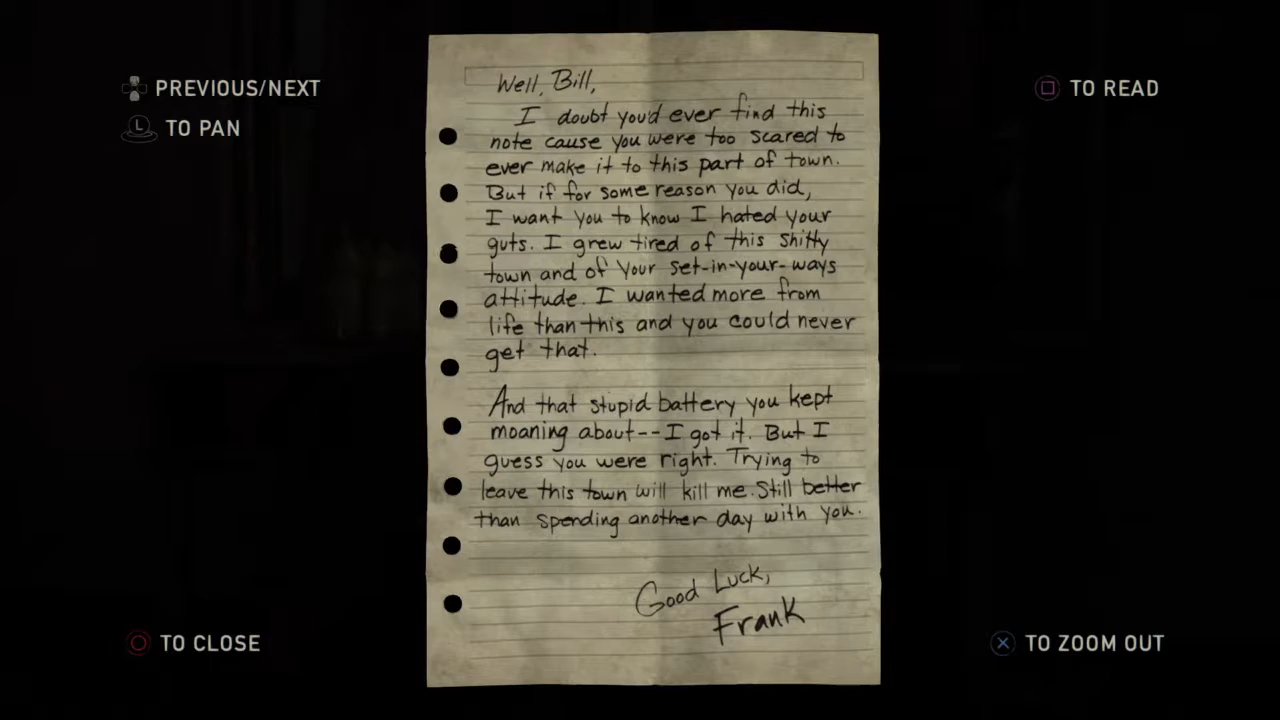 PREVIOUS/NEXT
L TO PAN
TO READ
Well, Bill,
I doubt you'd ever find this
note cause you were too scared to
ever make it to this part of town.
But if for some reason you did,
I want you to know I hated your
guts. I grew tired of this shitty
town and of your set-in-your-ways
attitude. I wanted more from
life than this and you could never
get that.
And that stupid battery you kept
moaning about--I got it. But I
guess you were right. Trying to
leave this town will kill me. Still better
than spending another day with you.
Good Luck,
Frank
TO CLOSE
TO ZOOM OUT